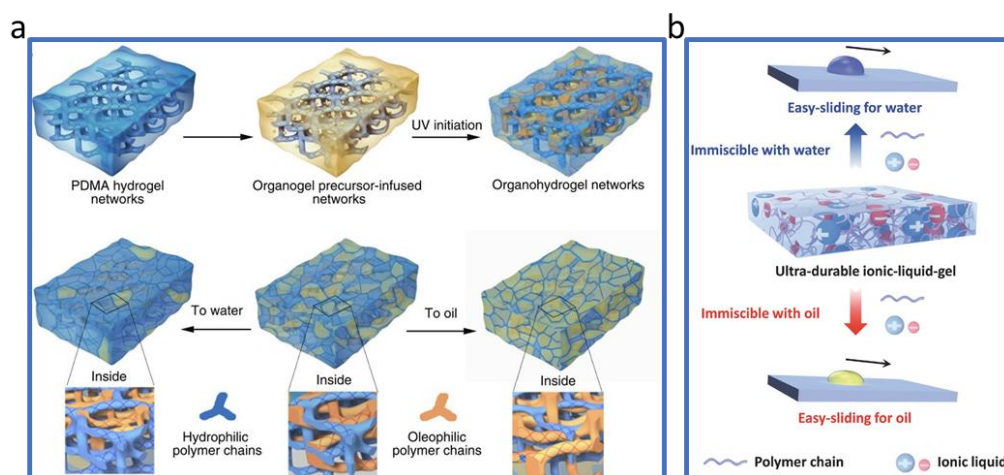 a
PDMA hydrogel
networks
Organogel precursor-infused
networks
UV initiation
Organohydrogel networks
To water
To oil
Inside
Inside
Inside
Hydrophilic
polymer chains
Oleophilic
polymer chains
b
Easy-sliding for water
Immiscible with water
+
-
Ultra-durable ionic-liquid-gel
Immiscible with oil
+
-
Easy-sliding for oil
Polymer chain
+
-
Ionic liquid